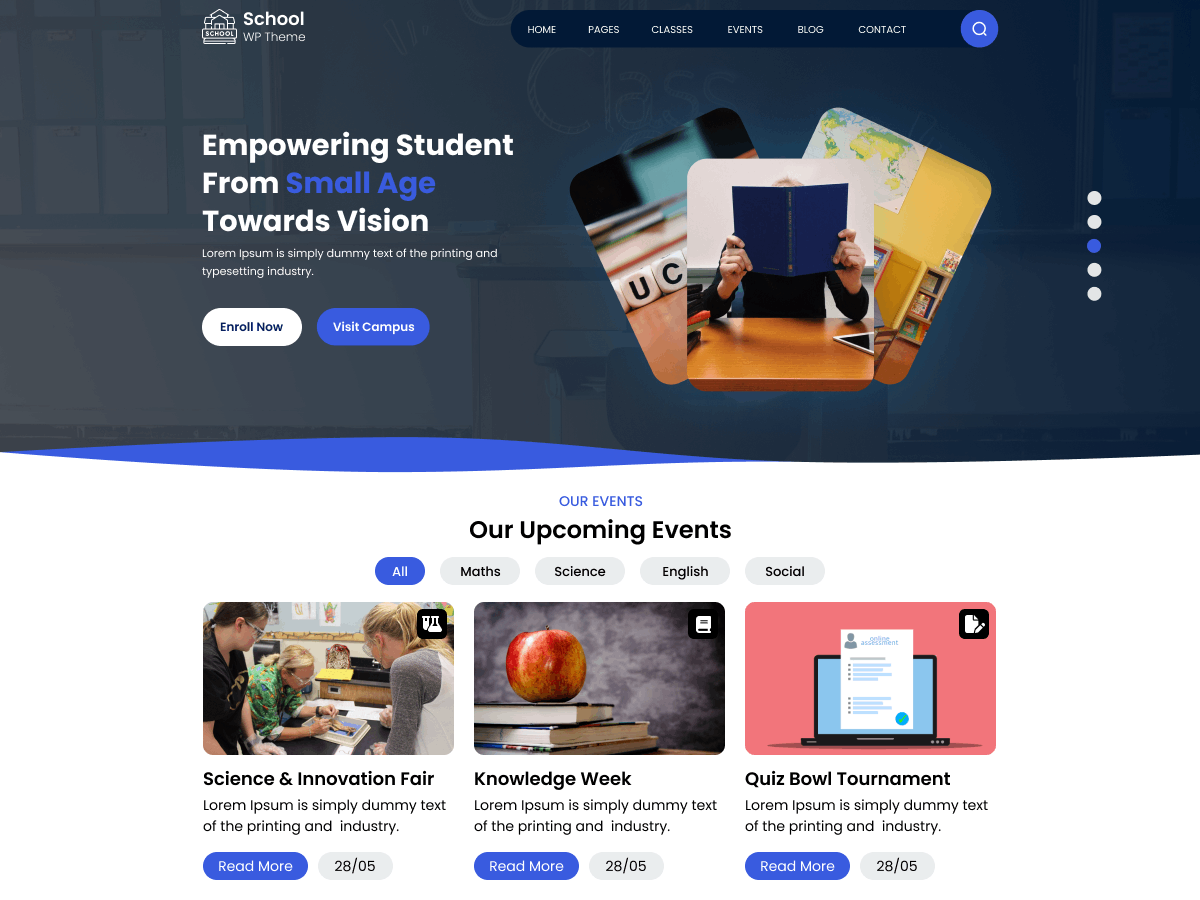 School
WP Theme
SCHOOL
HOME PAGES CLASSES EVENTS BLOG CONTACT
Class
Empowering Student
From Small Age
Towards Vision
Lorem Ipsum is simply dummy text of the printing and
typesetting industry.
Enroll Now Visit Campus
U C
OUR EVENTS
Our Upcoming Events
All Maths Science English Social
online
assessment
Science & Innovation Fair
Lorem Ipsum is simply dummy text
of the printing and industry.
Read More 28/05
Knowledge Week
Lorem Ipsum is simply dummy text
of the printing and industry.
Read More 28/05
Quiz Bowl Tournament
Lorem Ipsum is simply dummy text
of the printing and industry.
Read More 28/05